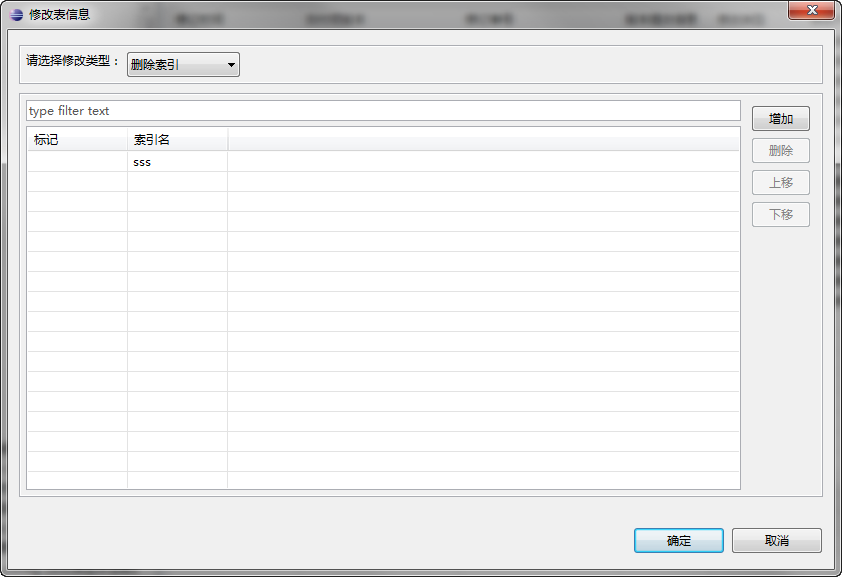 修改表信息
请选择修改类型：
删除索引
type filter text
增加
标记 索引名
删除
sss
上移
下移
确定 取消